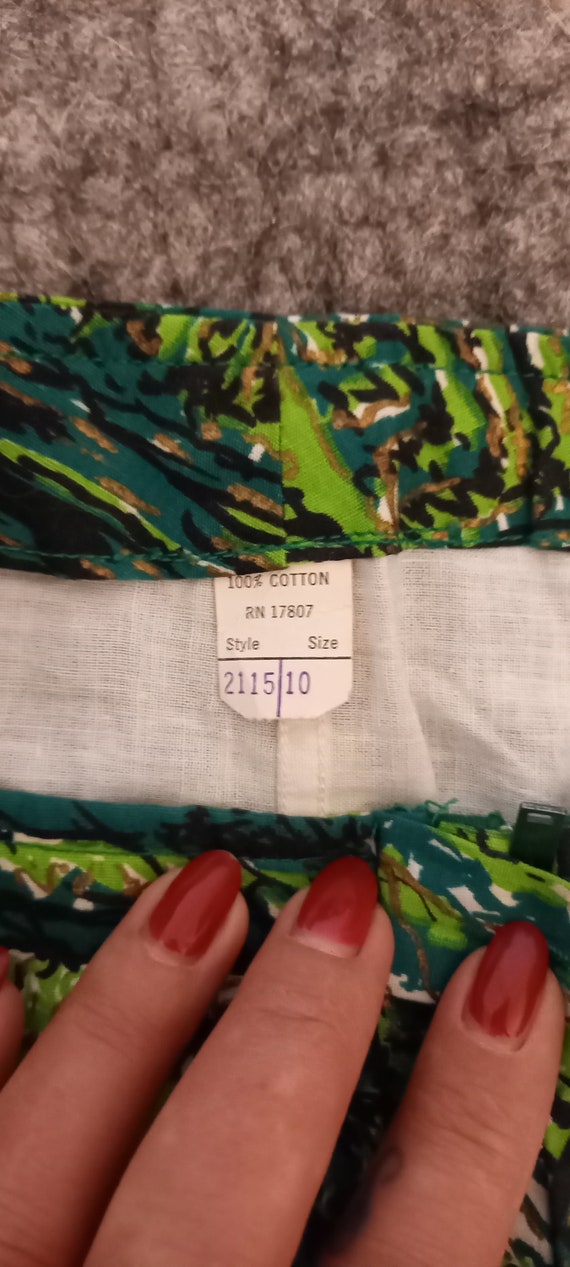 100% COTTON
RN 17807
Style Size
2115 10